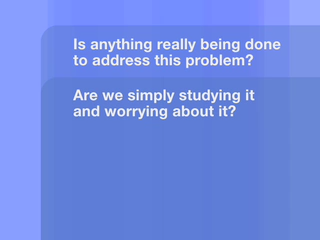 Is anything really being done
to address this problem?
Are we simply studying it
and worrying about it?